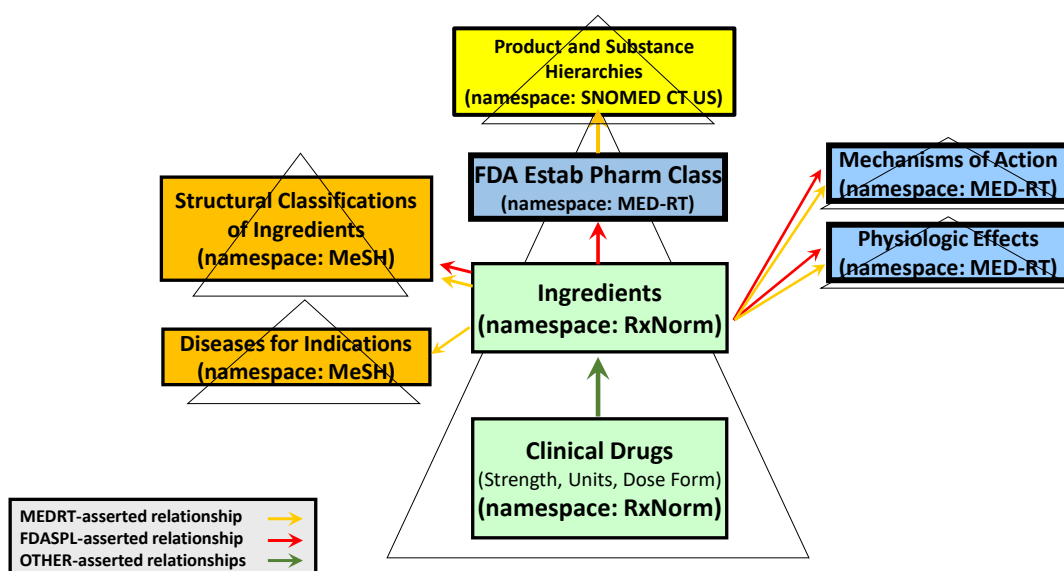 Product and Substance
Hierarchies
(namespace: SNOMED CT US)
FDA Estab Pharm Class
(namespace: MED-RT)
Mechanisms of Action
(namespace: MED-RT)
Structural Classifications
of Ingredients
(namespace: MeSH)
Physiologic Effects
(namespace: MED-RT)
Ingredients
(namespace: RxNorm)
Diseases for Indications
(namespace: MeSH)
Clinical Drugs
(Strength, Units, Dose Form)
(namespace: RxNorm)
MEDRT-asserted relationship
FDASPL-asserted relationship
OTHER-asserted relationships